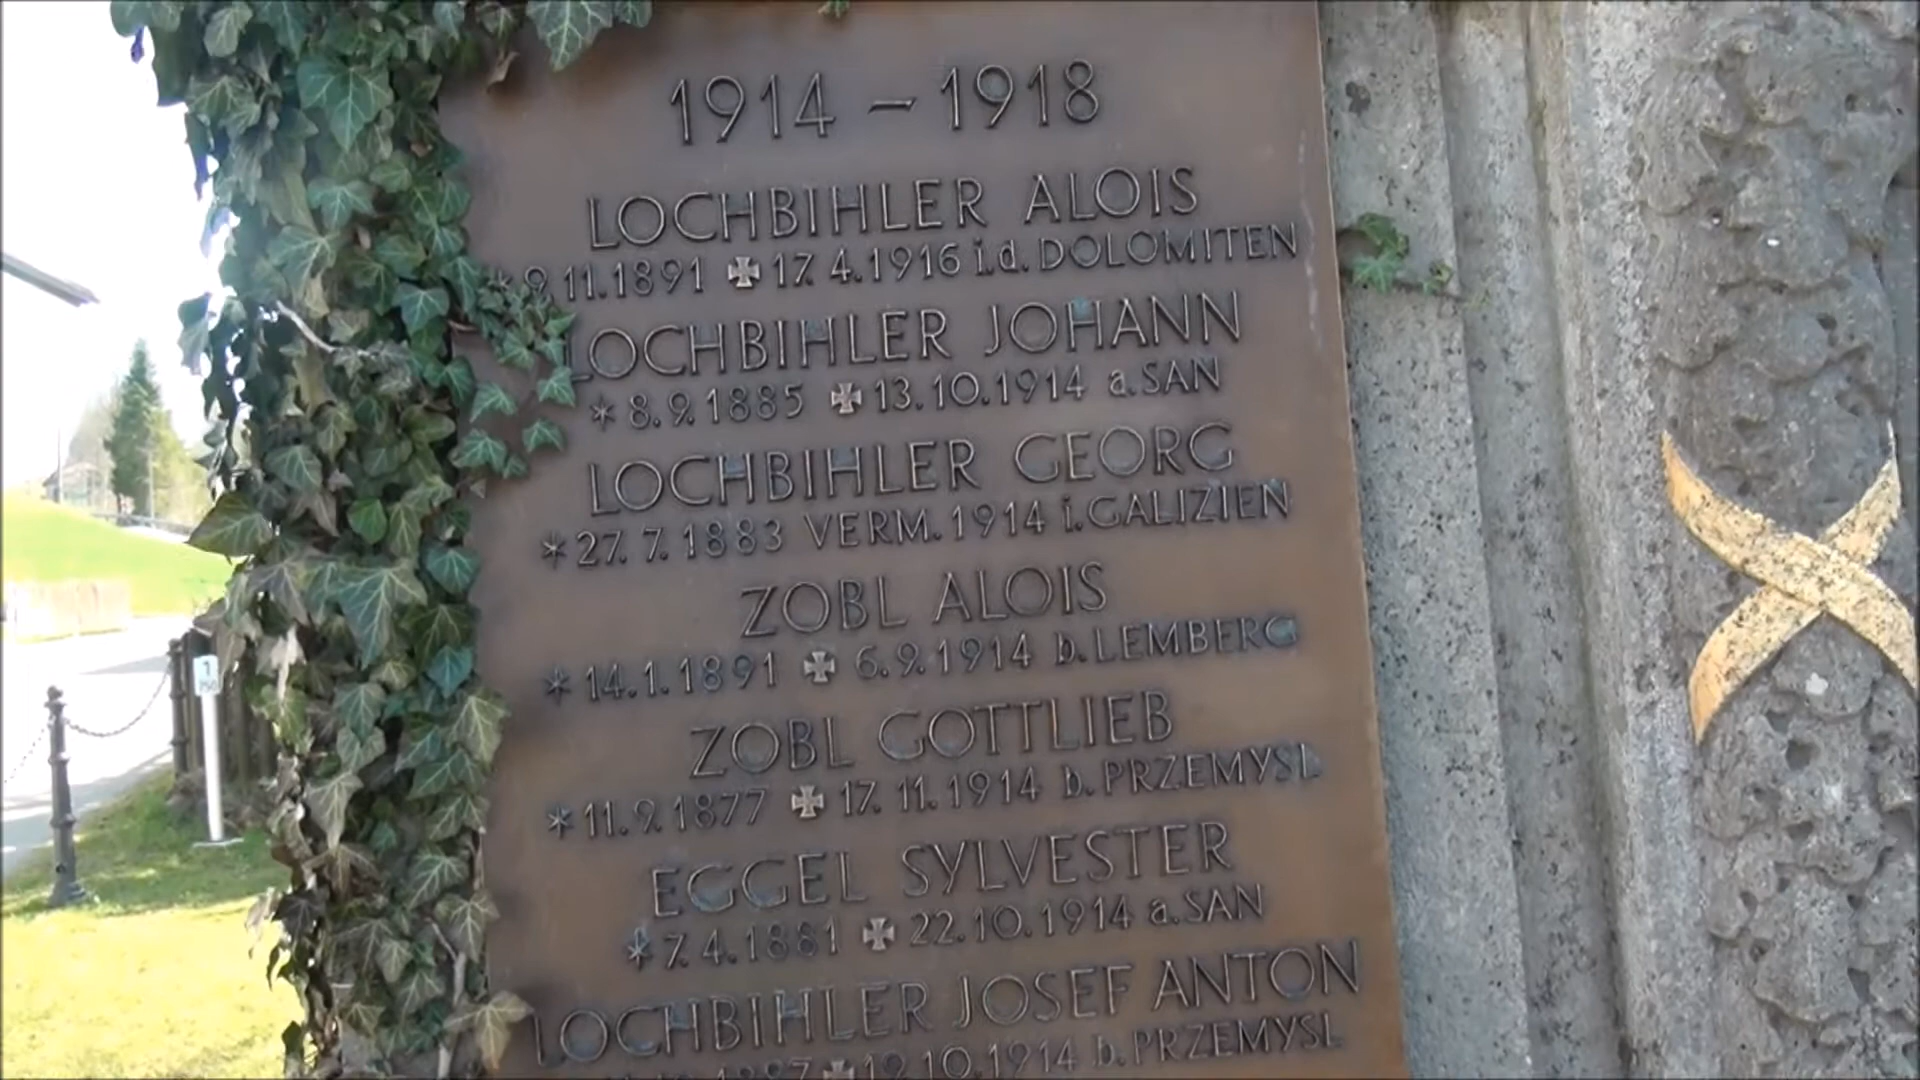 1914 – 1918
LOCHBIHLER ALOIS
* 9.11.1891 ✠ 17.4.1916 i.d. DOLOMITEN
LOCHBIHLER JOHANN
* 8.9.1885 ✠ 13.10.1914 a. SAN
LOCHBIHLER GEORG
* 27.7.1883 VERM. 1914 i. GALIZIEN
ZOBL ALOIS
* 14.1.1891 ✠ 6.9.1914 b. LEMBERG
ZOBL GOTTLIEB
* 11.9.1877 ✠ 17.11.1914 b. PRZEMYSL
EGGEL SYLVESTER
* 7.4.1881 ✠ 22.10.1914 a. SAN
LOCHBIHLER JOSEF ANTON
✠ 12.10.1914 b. PRZEMYSL